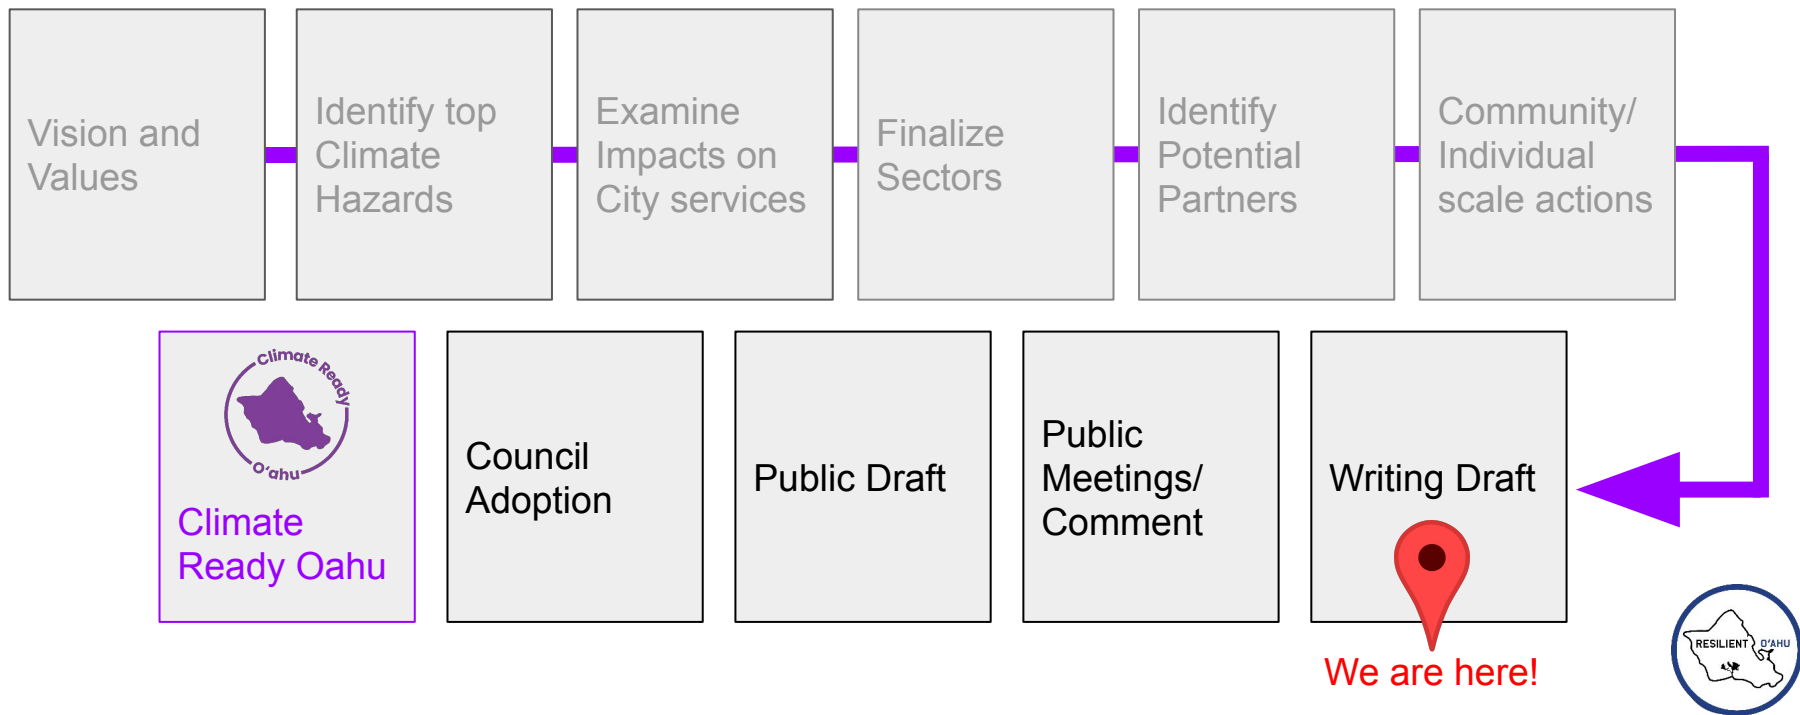 Vision and
Values
Identify top
Climate
Hazards
Examine
Impacts on
City services
Finalize
Sectors
Identify
Potential
Partners
Community/
Individual
scale actions
Climate Ready
O‘ahu
Climate
Ready Oahu
Council
Adoption
Public Draft
Public
Meetings/
Comment
Writing Draft
We are here!
RESILIENT O‘AHU